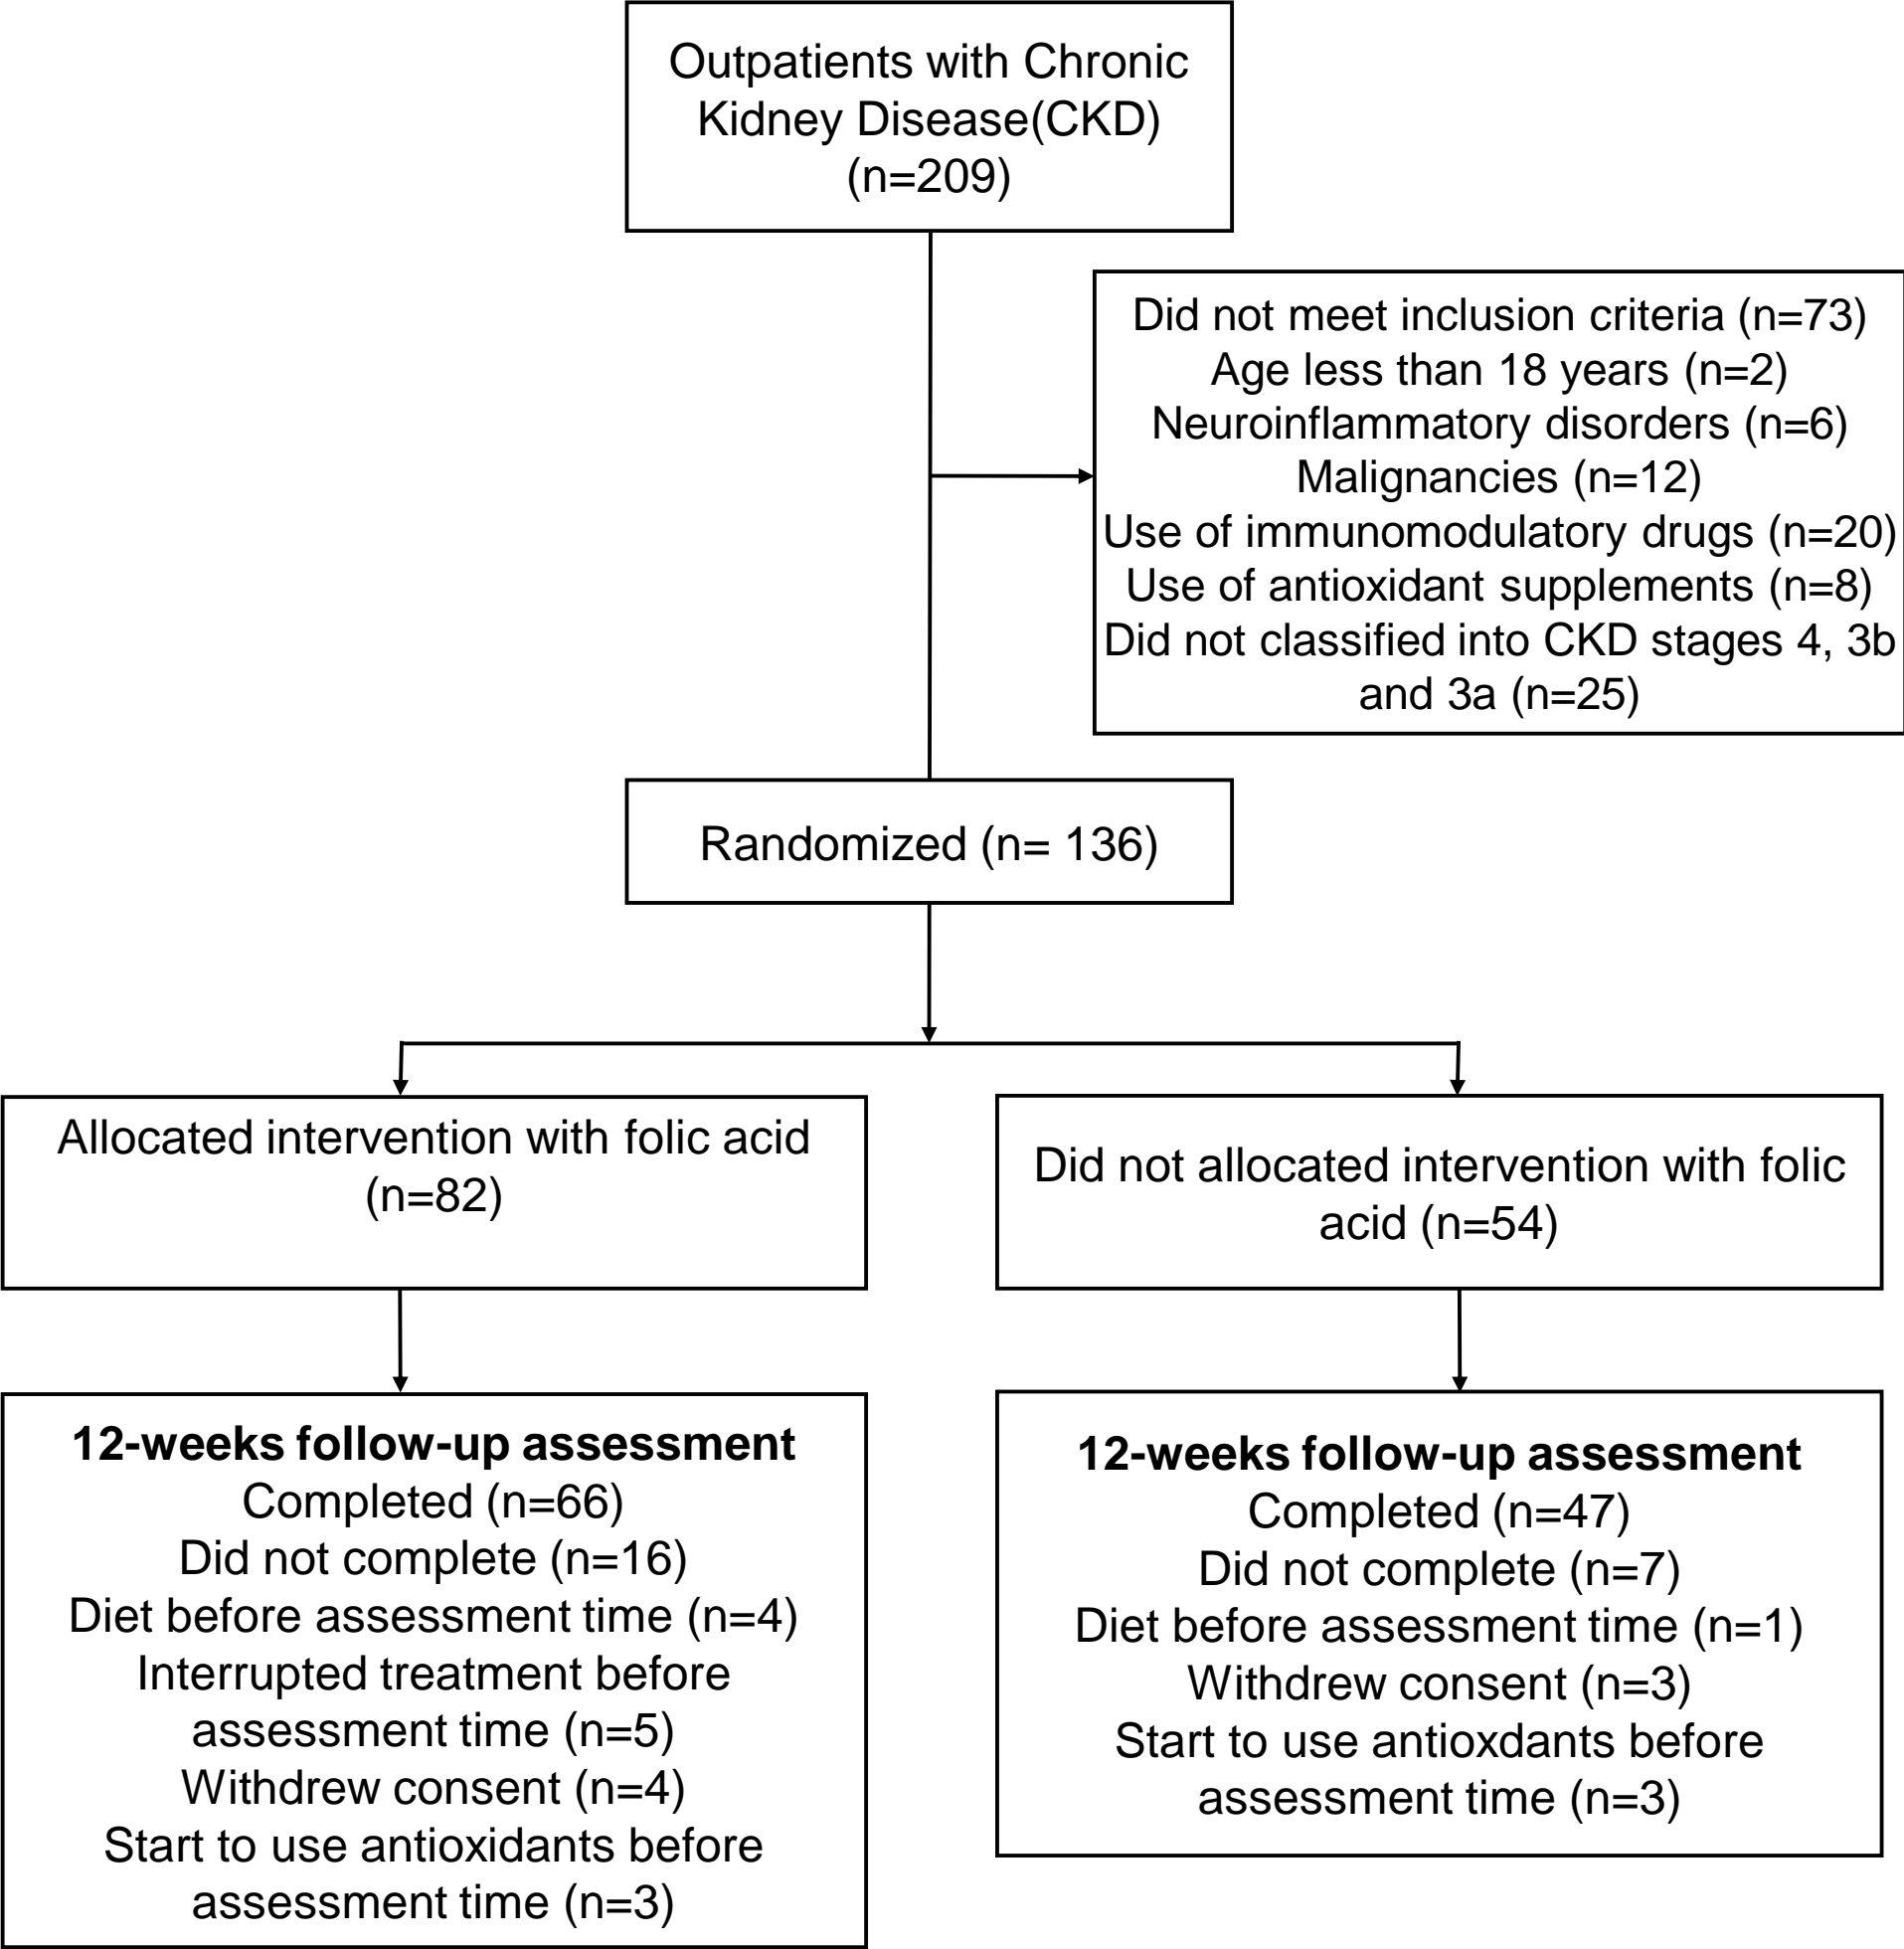 Outpatients with Chronic
Kidney Disease(CKD)
(n=209)
Did not meet inclusion criteria (n=73)
Age less than 18 years (n=2)
Neuroinflammatory disorders (n=6)
Malignancies (n=12)
Use of immunomodulatory drugs (n=20)
Use of antioxidant supplements (n=8)
Did not classified into CKD stages 4, 3b
and 3a (n=25)
Randomized (n= 136)
Allocated intervention with folic acid
(n=82)
Did not allocated intervention with folic
acid (n=54)
12-weeks follow-up assessment
Completed (n=66)
Did not complete (n=16)
Diet before assessment time (n=4)
Interrupted treatment before
assessment time (n=5)
Withdrew consent (n=4)
Start to use antioxidants before
assessment time (n=3)
12-weeks follow-up assessment
Completed (n=47)
Did not complete (n=7)
Diet before assessment time (n=1)
Withdrew consent (n=3)
Start to use antioxdants before
assessment time (n=3)